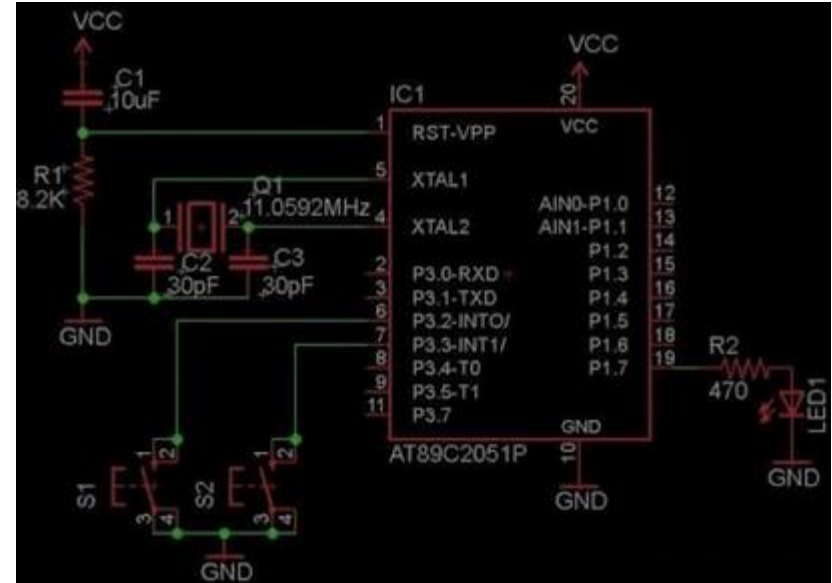 VCC
C1
10uF
R1
8.2K
GND
Q1
1
2
11.0592MHz
C2
30pF
C3
30pF
IC1
VCC
20
VCC
1
RST-VPP
5
XTAL1
4
XTAL2
2
P3.0-RXD
3
P3.1-TXD
6
P3.2-INTO/
7
P3.3-INT1/
8
P3.4-T0
9
P3.5-T1
11
P3.7
AIN0-P1.0
12
AIN1-P1.1
13
P1.2
14
P1.3
15
P1.4
16
P1.5
17
P1.6
18
P1.7
19
GND
10
GND
AT89C2051P
R2
470
LED1
GND
S1
1
2
3
4
S2
1
2
3
4
GND